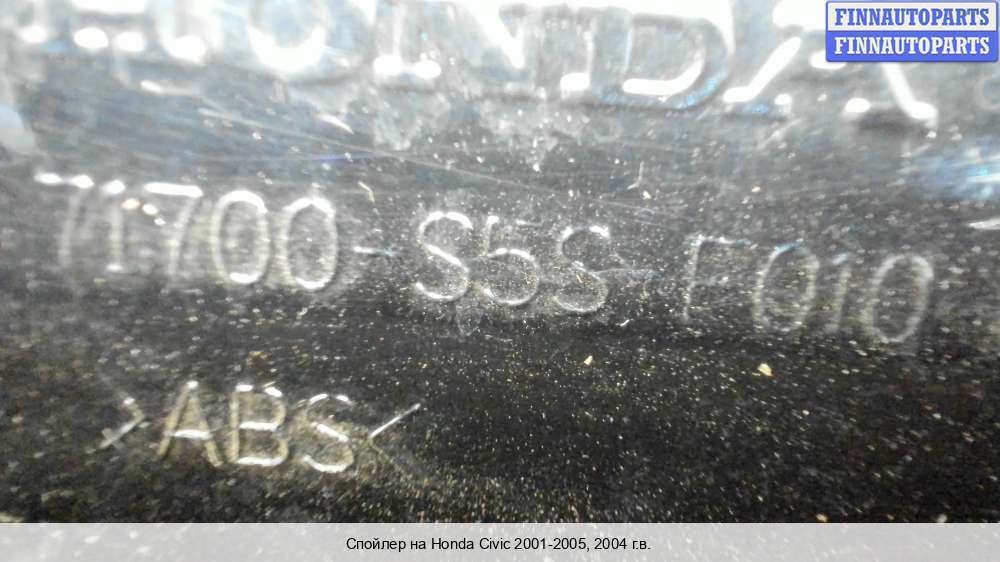 HONDA
FINNAUTOPARTS
FINNAUTOPARTS
71700-S5S-F010
>ABS<
Спойлер на Honda Civic 2001-2005, 2004 г.в.